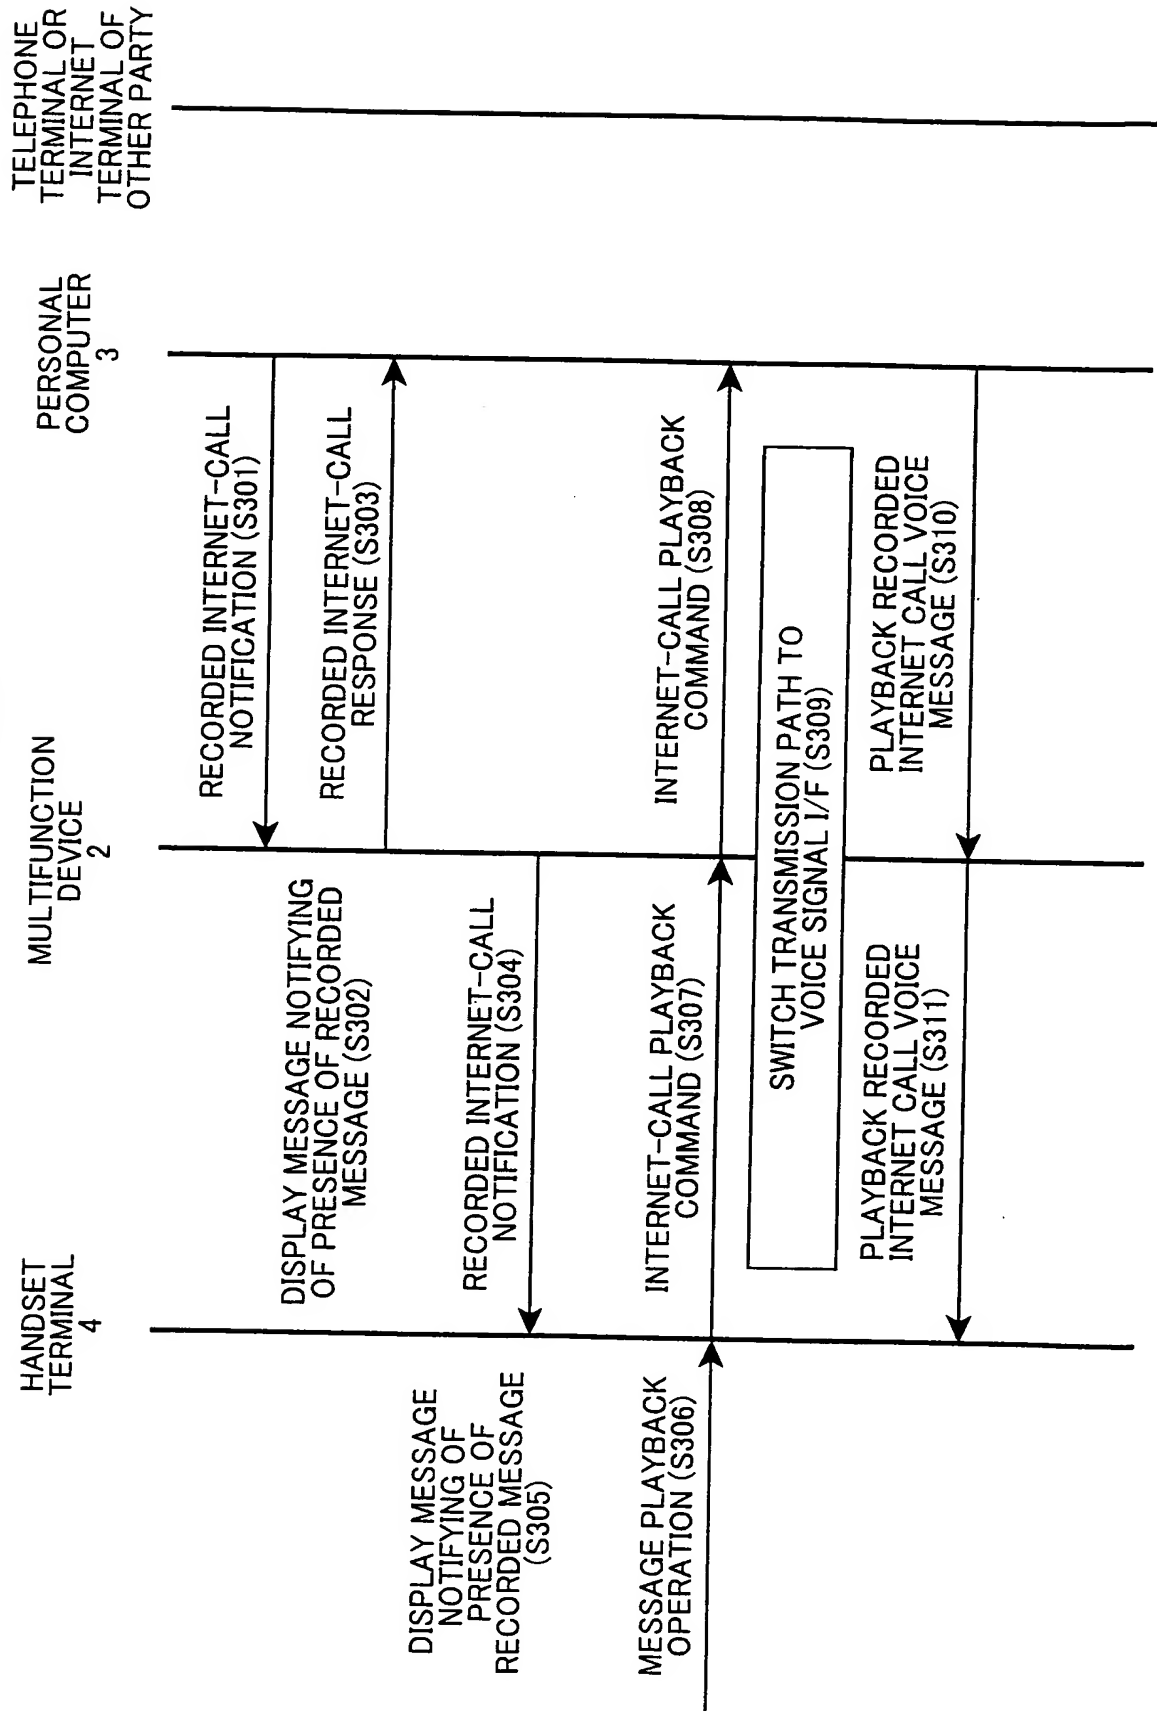 HANDSET
TERMINAL
4
MULTIFUNCTION
DEVICE
2
PERSONAL
COMPUTER
3
TELEPHONE
TERMINAL OR
INTERNET
TERMINAL OF
OTHER PARTY
RECORDED INTERNET-CALL
NOTIFICATION (S301)
DISPLAY MESSAGE NOTIFYING
OF PRESENCE OF RECORDED
MESSAGE (S302)
RECORDED INTERNET-CALL
RESPONSE (S303)
RECORDED INTERNET-CALL
NOTIFICATION (S304)
DISPLAY MESSAGE
NOTIFYING OF
PRESENCE OF
RECORDED MESSAGE
(S305)
MESSAGE PLAYBACK
OPERATION (S306)
INTERNET-CALL PLAYBACK
COMMAND (S307)
INTERNET-CALL PLAYBACK
COMMAND (S308)
SWITCH TRANSMISSION PATH TO
VOICE SIGNAL I/F (S309)
PLAYBACK RECORDED
INTERNET CALL VOICE
MESSAGE (S310)
PLAYBACK RECORDED
INTERNET CALL VOICE
MESSAGE (S311)